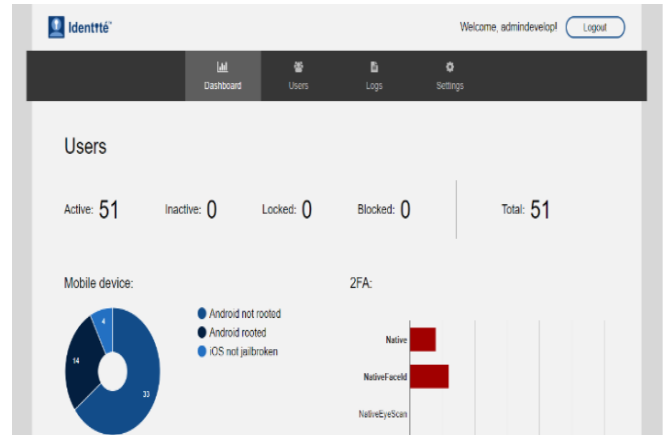 Identité™
Welcome, admindevelop! Logout
Dashboard Users Logs Settings
Users
Active: 51 Inactive: 0 Locked: 0 Blocked: 0 Total: 51
Mobile device: 2FA:
Android not rooted
Android rooted
iOS not jailbroken
4
14
33
Native
NativeFaceId
NativeEyeScan